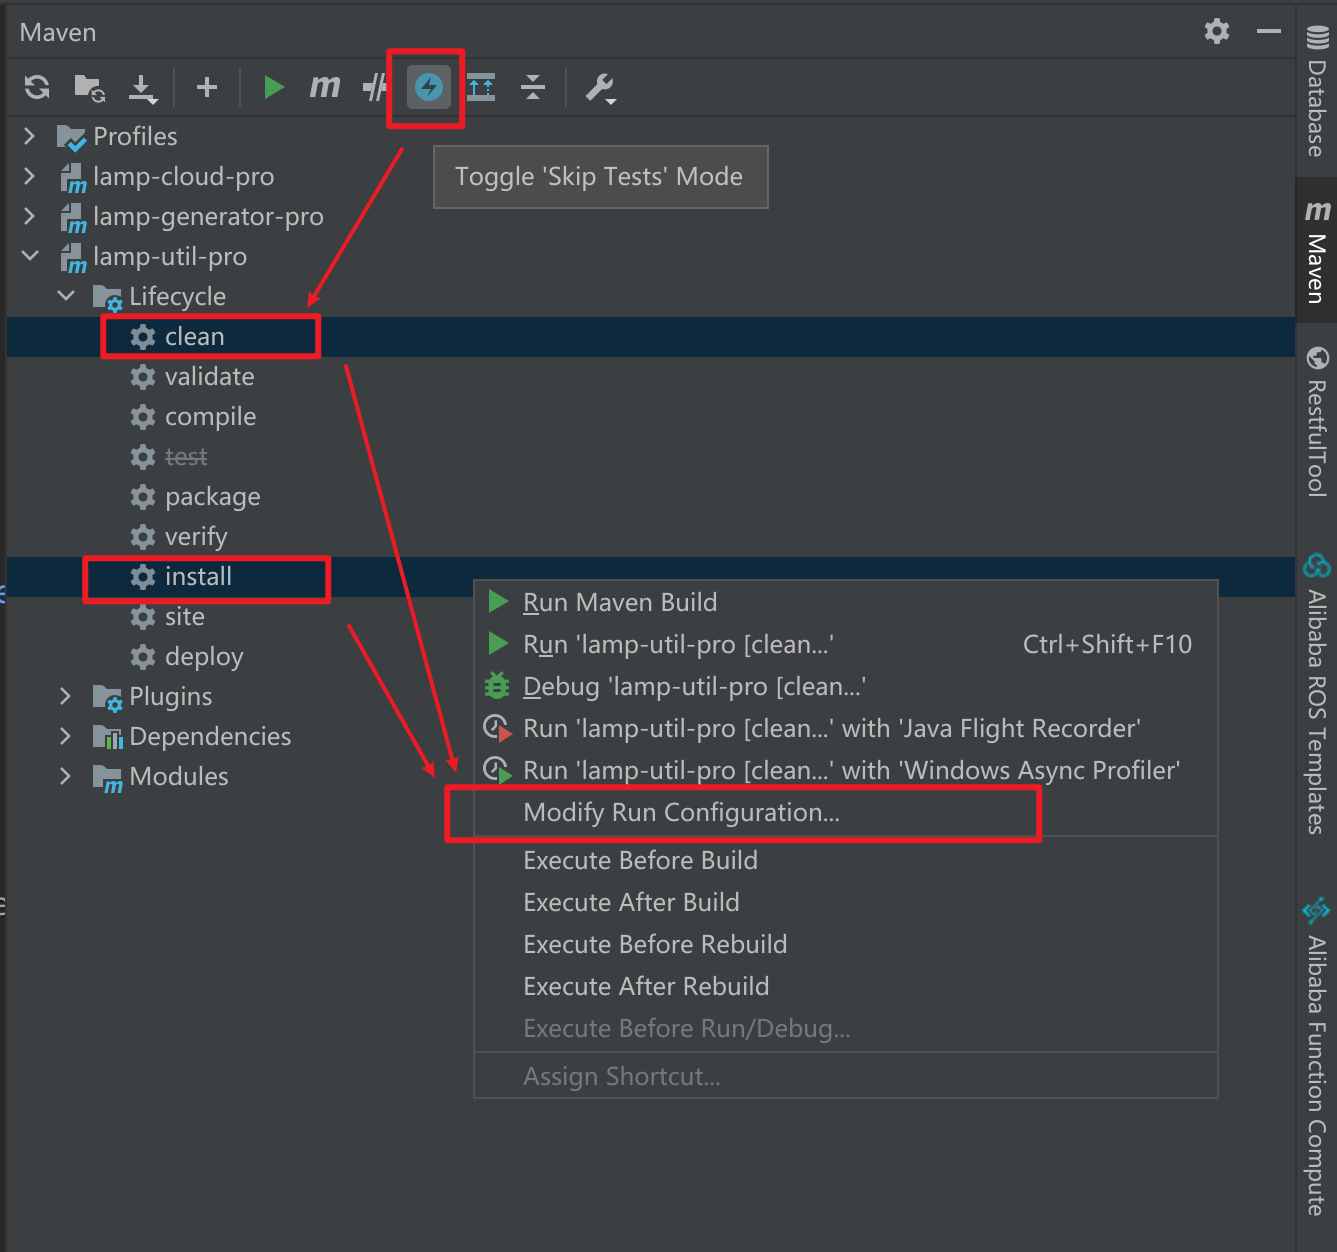 Maven
m
Toggle 'Skip Tests' Mode
Profiles
lamp-cloud-pro
lamp-generator-pro
lamp-util-pro
Lifecycle
clean
validate
compile
test
package
verify
install
site
deploy
Plugins
Dependencies
Modules
Run Maven Build
Run 'lamp-util-pro [clean...' Ctrl+Shift+F10
Debug 'lamp-util-pro [clean...'
Run 'lamp-util-pro [clean...' with 'Java Flight Recorder'
Run 'lamp-util-pro [clean...' with 'Windows Async Profiler'
Modify Run Configuration...
Execute Before Build
Execute After Build
Execute Before Rebuild
Execute After Rebuild
Execute Before Run/Debug...
Assign Shortcut...
Database
m
Maven
RestfulTool
Alibaba ROS Templates
Alibaba Function Compute